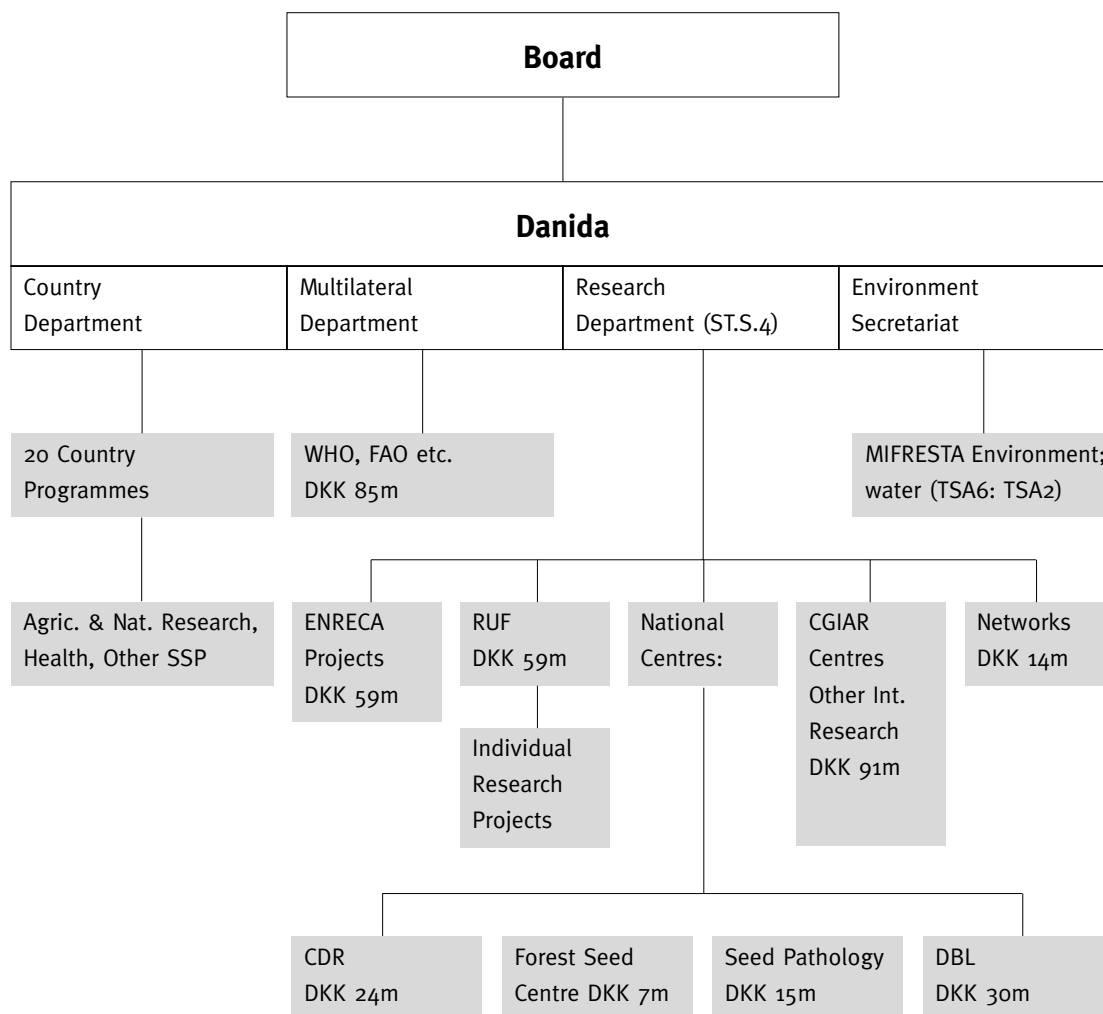 Board
Danida
Country
Department
Multilateral
Department
Research
Department (ST.S.4)
Environment
Secretariat
20 Country
Programmes
WHO, FAO etc.
DKK 85m
MIFRESTA Environment;
water (TSA6: TSA2)
Agric. & Nat. Research,
Health, Other SSP
ENRECA
Projects
DKK 59m
RUF
DKK 59m
National
Centres:
CGIAR
Centres
Other Int.
Research
DKK 91m
Networks
DKK 14m
Individual
Research
Projects
CDR
DKK 24m
Forest Seed
Centre DKK 7m
Seed Pathology
DKK 15m
DBL
DKK 30m